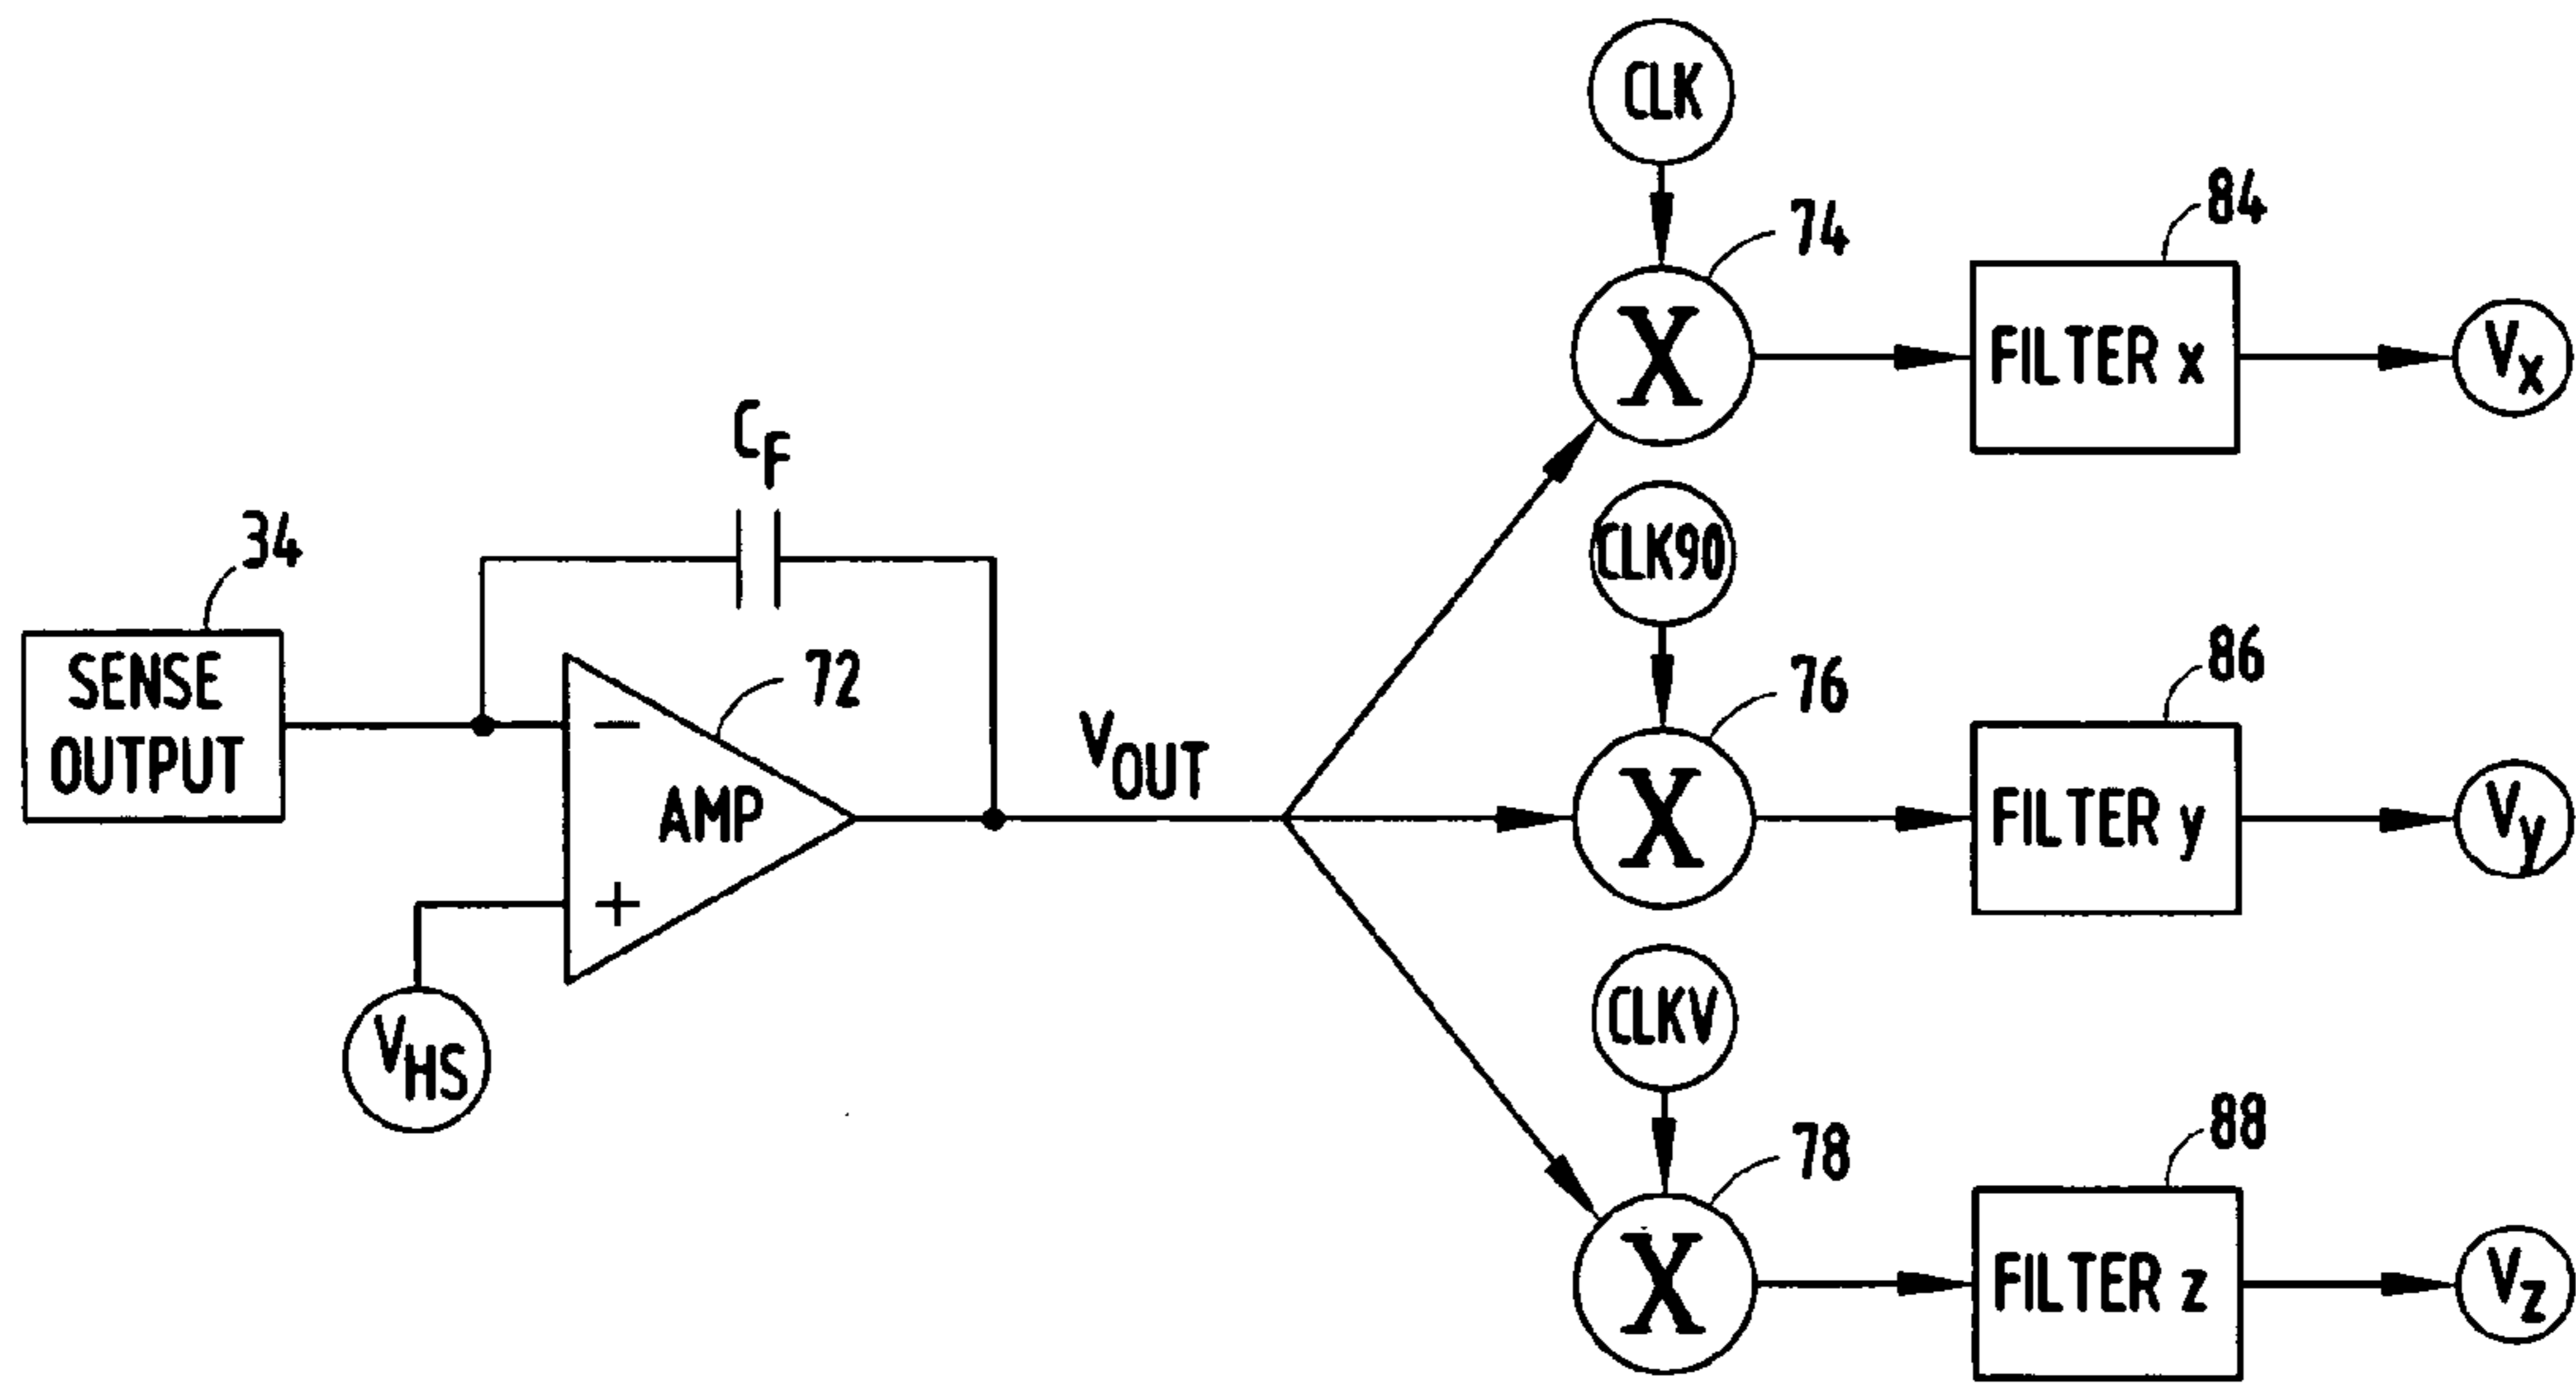 CLK
74
84
X
FILTER x
Vx
CF
34
CLK90
SENSE
OUTPUT
72
76
86
VOUT
AMP
−
+
X
FILTER y
Vy
VHS
CLKV
78
88
X
FILTER z
Vz